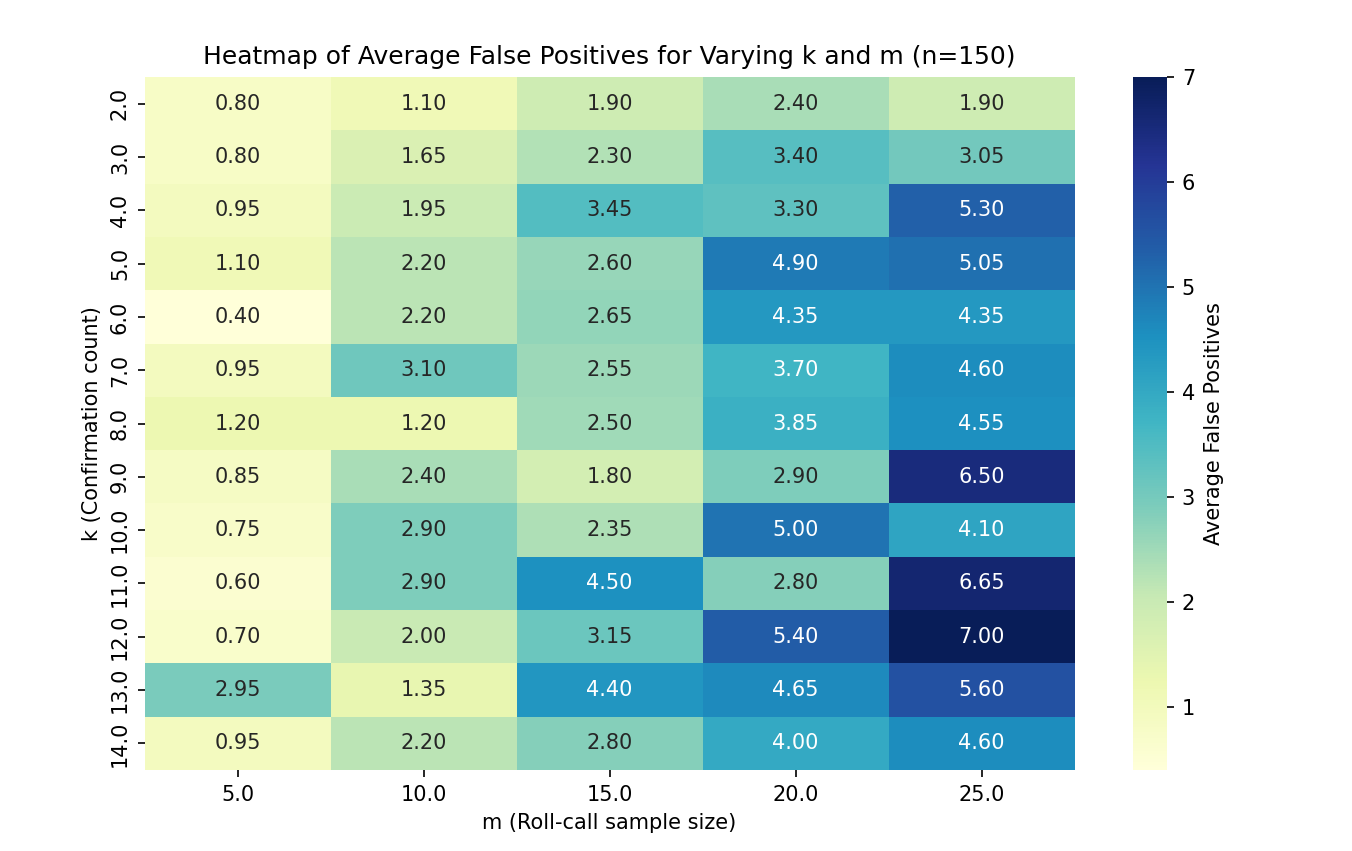 Heatmap of Average False Positives for Varying k and m (n=150)
k (Confirmation count)
2.0 0.80 1.10 1.90 2.40 1.90
3.0 0.80 1.65 2.30 3.40 3.05
4.0 0.95 1.95 3.45 3.30 5.30
5.0 1.10 2.20 2.60 4.90 5.05
6.0 0.40 2.20 2.65 4.35 4.35
7.0 0.95 3.10 2.55 3.70 4.60
8.0 1.20 1.20 2.50 3.85 4.55
9.0 0.85 2.40 1.80 2.90 6.50
10.0 0.75 2.90 2.35 5.00 4.10
11.0 0.60 2.90 4.50 2.80 6.65
12.0 0.70 2.00 3.15 5.40 7.00
13.0 2.95 1.35 4.40 4.65 5.60
14.0 0.95 2.20 2.80 4.00 4.60
5.0 10.0 15.0 20.0 25.0
m (Roll-call sample size)
7
6
5
4
3
2
1
Average False Positives